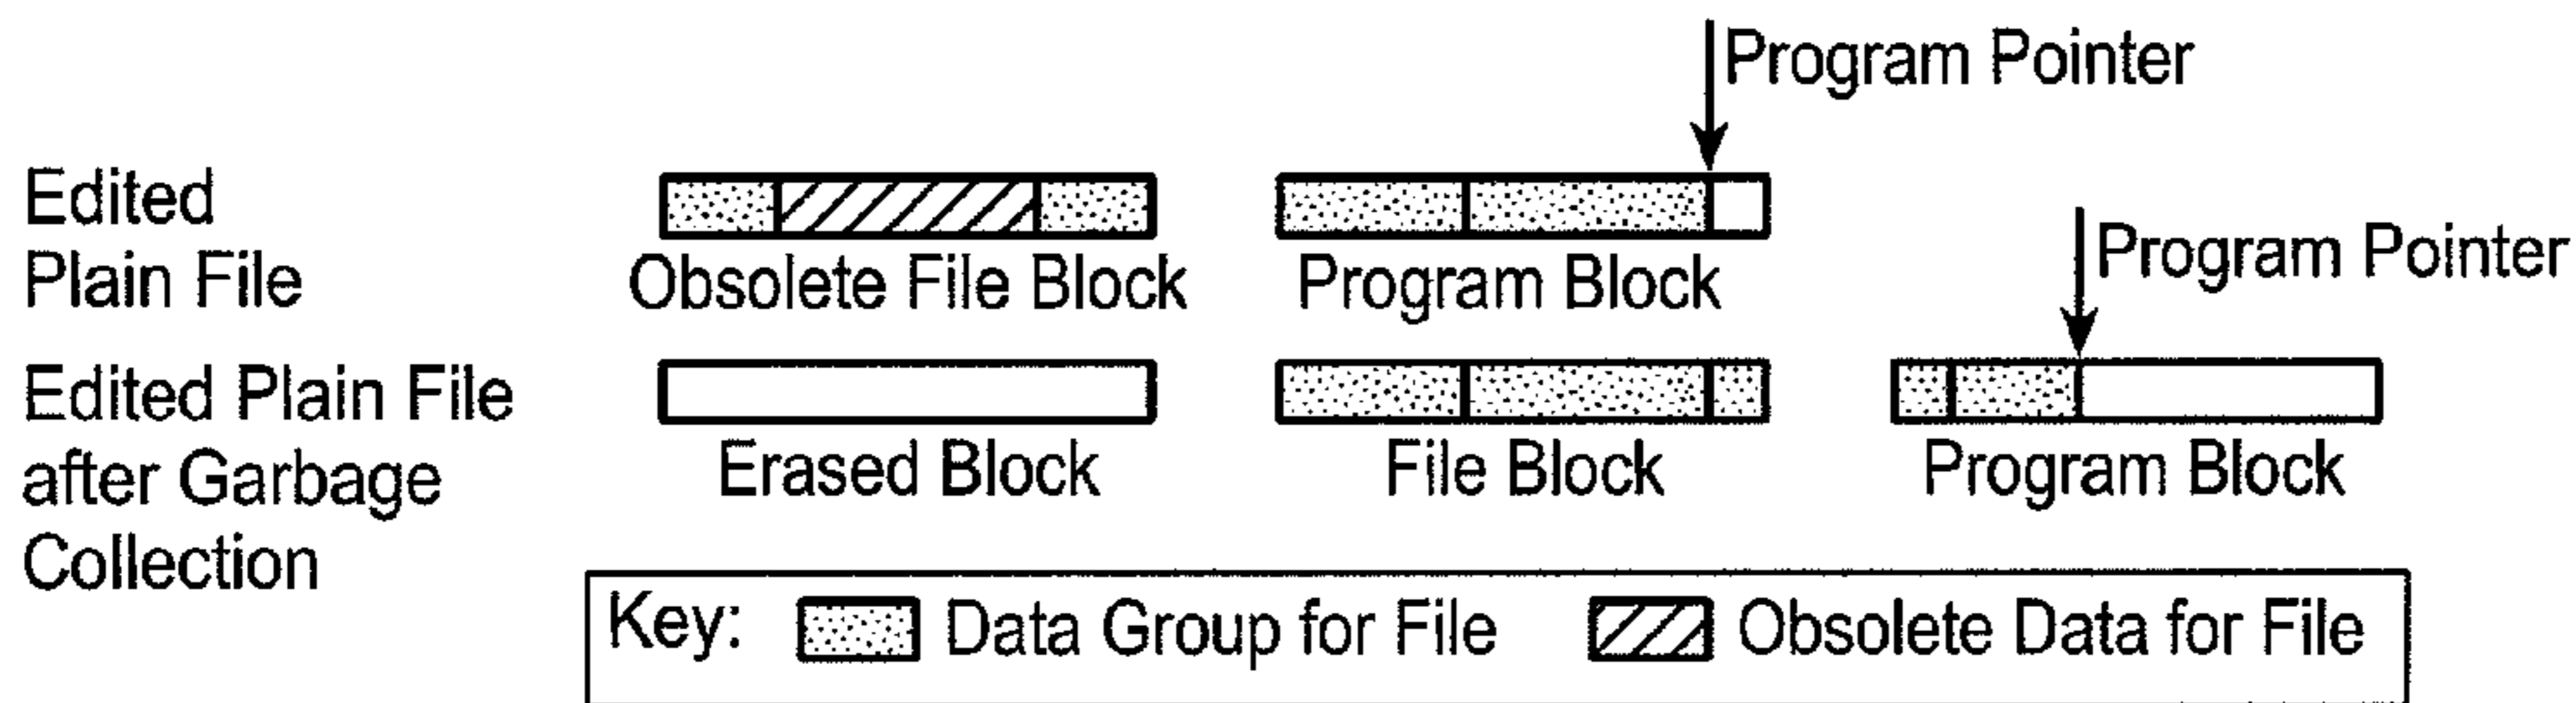 Program Pointer
Edited
Plain File
Obsolete File Block
Program Block
Program Pointer
Edited Plain File
after Garbage
Collection
Erased Block
File Block
Program Block
Key: Data Group for File Obsolete Data for File